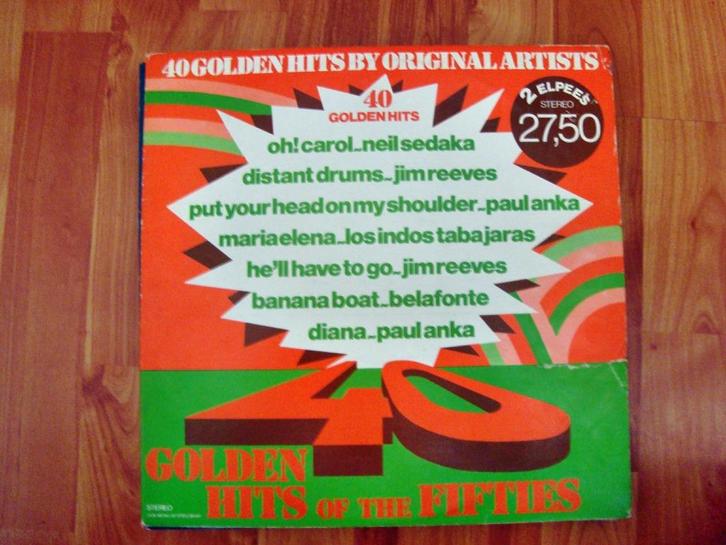 40 GOLDEN HITS BY ORIGINAL ARTISTS
2 ELPEES
STEREO
27,50
40
GOLDEN HITS
oh! carol..neil sedaka
distant drums..jim reeves
put your head on my shoulder..paul anka
maria elena..los indos tabajaras
he'll have to go..jim reeves
banana boat..belafonte
diana..paul anka
40
GOLDEN
HITS OF THE FIFTIES
STEREO